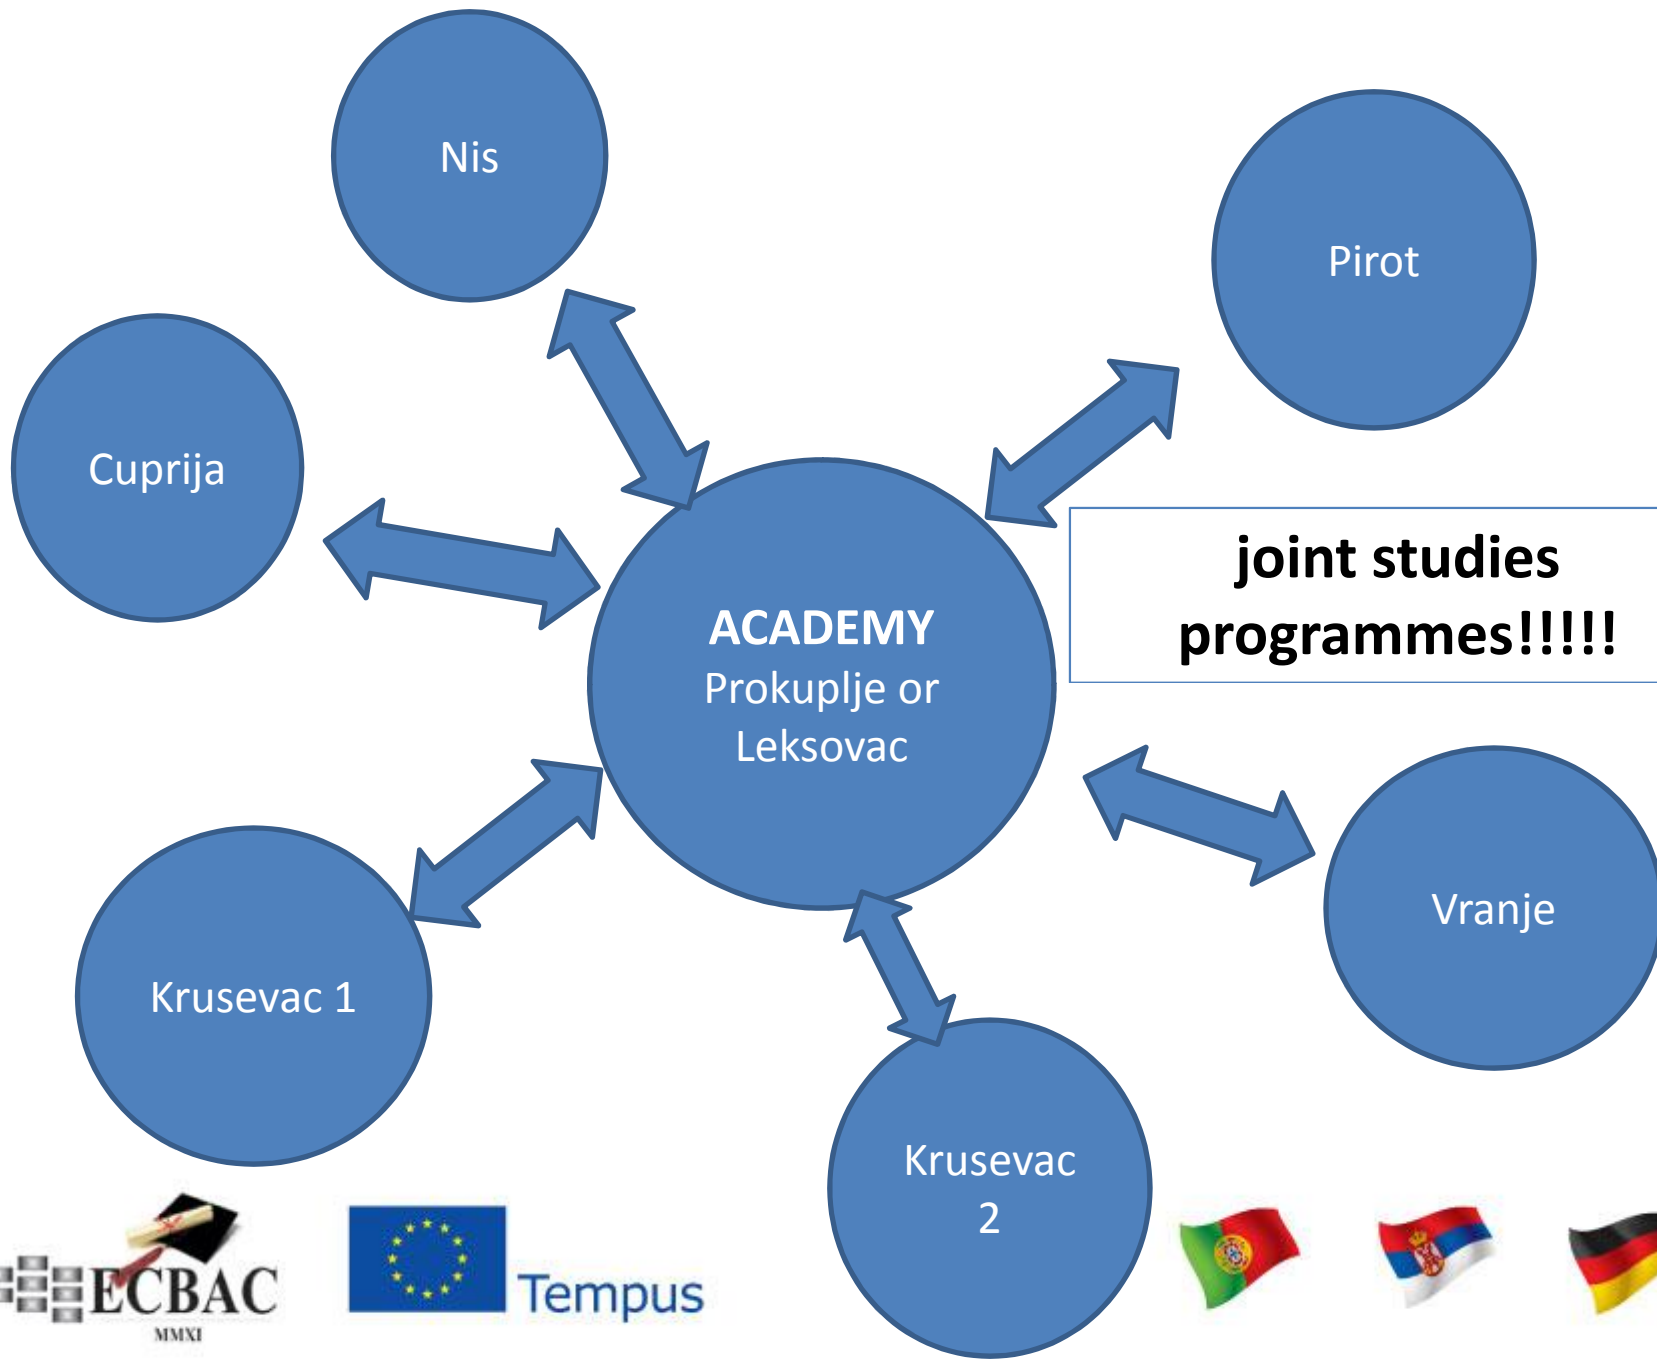 Nis
Pirot
Cuprija
joint studies
programmes!!!!!
ACADEMY
Prokuplje or
Leksovac
Vranje
Krusevac 1
Krusevac
2
ECBAC
MMXI
Tempus